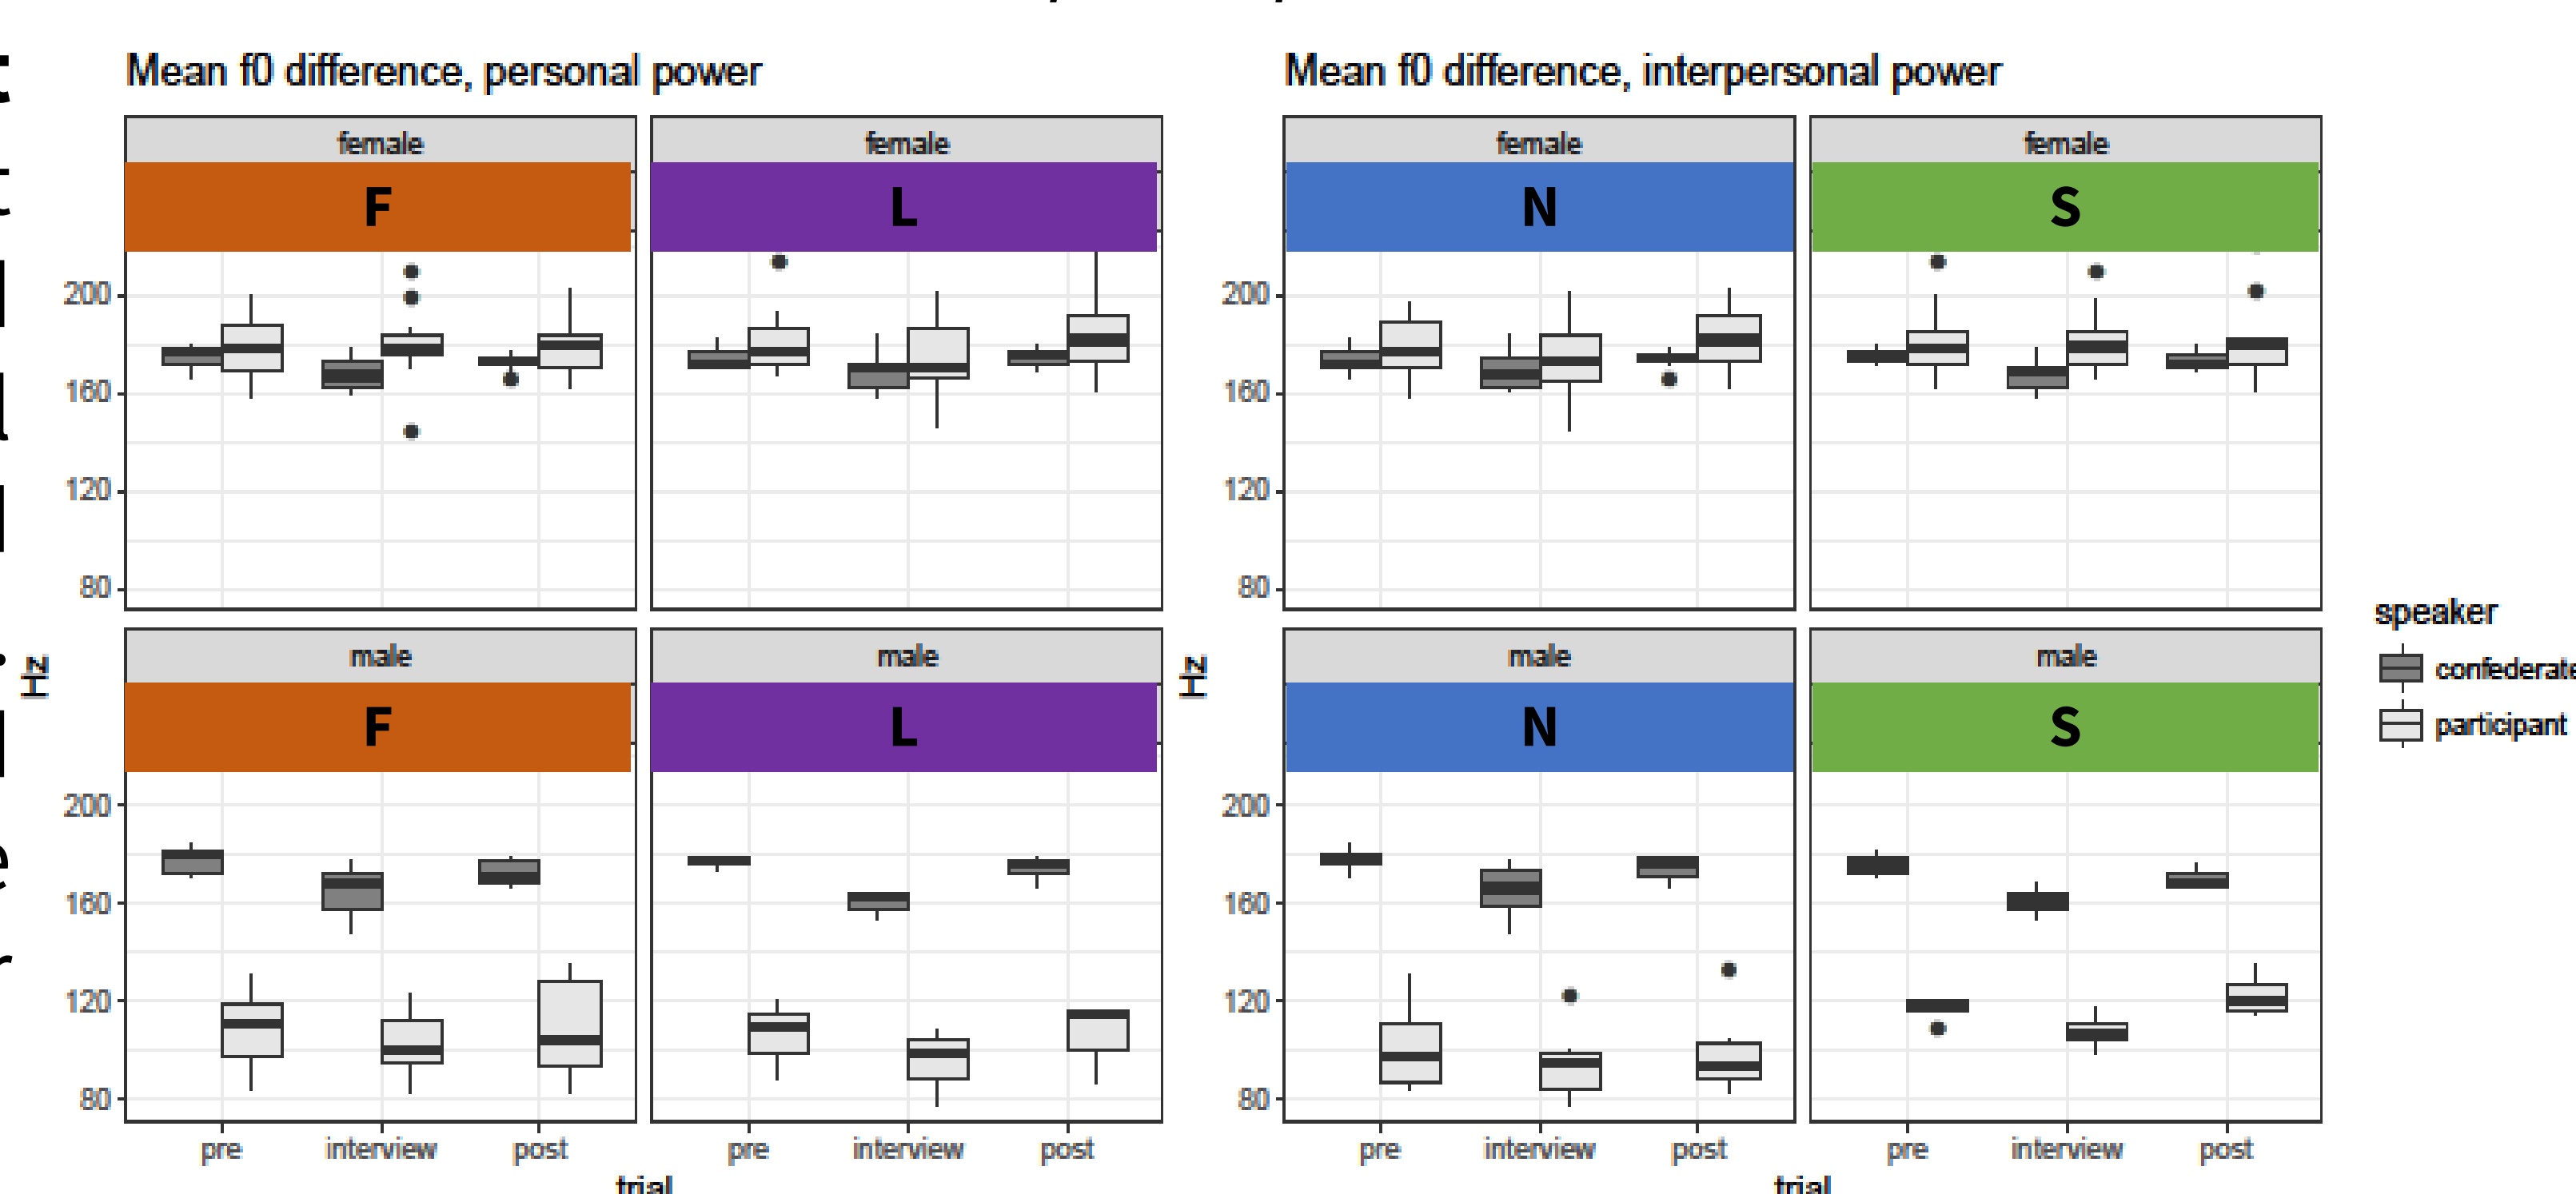 Mean f0 difference, personal power
female
female
F
L
200
160
120
80
male
male
F
L
Hz
200
160
120
80
pre
interview
post
pre
interview
post
trial
Mean f0 difference, interpersonal power
female
female
N
S
200
160
120
80
male
male
N
S
Hz
200
160
120
80
pre
interview
post
pre
interview
post
trial
speaker
confederate
participant